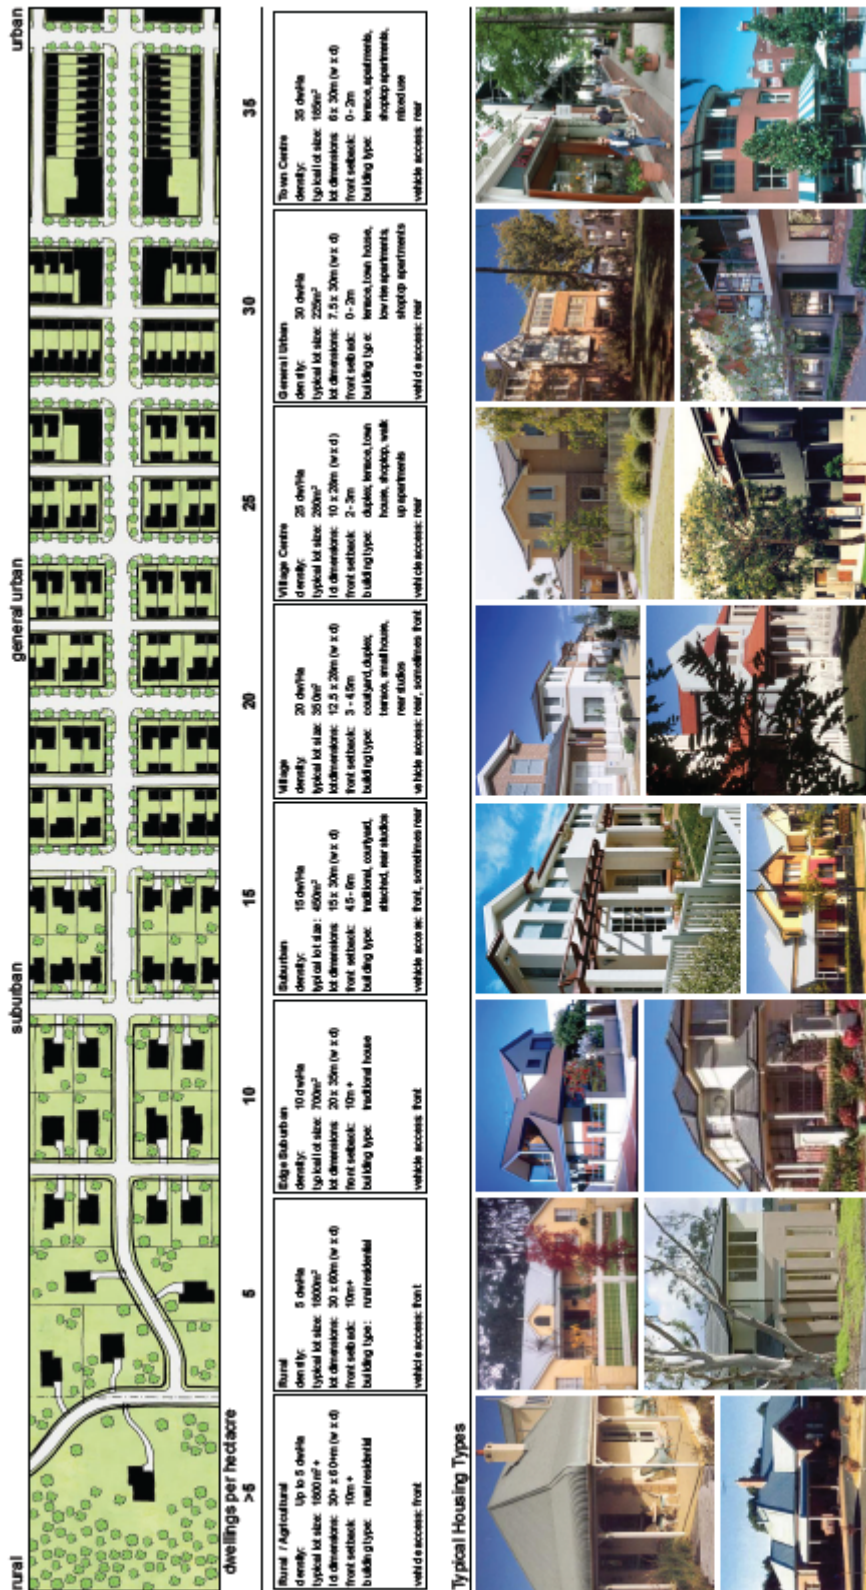 rural
suburban
general urban
urban
dwellings per hectacre
>5
5
10
15
20
25
30
35
Rural / Agricultural
density: Up to 5 dw/Ha
typical lot size: 1800m²+
lot dimensions: 30+ x 60+m (w x d)
front setback: 10m+
building type: rural residential
vehicle access: front
Rural
density: 5 dw/Ha
typical lot size: 1800m²
lot dimensions: 30 x 60m (w x d)
front setback: 10m+
building type: rural residential
vehicle access: front
Edge Suburban
density: 10 dw/Ha
typical lot size: 700m²
lot dimensions: 20 x 35m (w x d)
front setback: 10m+
building type: traditional house
vehicle access: front
Suburban
density: 15 dw/Ha
typical lot size: 450m²
lot dimensions: 15 x 30m (w x d)
front setback: 4.5 - 6m
building type: traditional, courtyard,
attached, rear studios
vehicle access: front, sometimes rear
Village
density: 20 dw/Ha
typical lot size: 350m²
lot dimensions: 12.5 x 28m (w x d)
front setback: 3 - 4.5m
building type: courtyard, duplex,
terrace, small house,
rear studios
vehicle access: rear, sometimes front
Village Centre
density: 25 dw/Ha
typical lot size: 280m²
lot dimensions: 10 x 28m (w x d)
front setback: 2 - 3m
building type: duplex, terrace, town
house, shoptop, walk
up apartments
vehicle access: rear
General Urban
density: 30 dw/Ha
typical lot size: 225m²
lot dimensions: 7.5 x 30m (w x d)
front setback: 0 - 2m
building type: terrace, town house,
low rise apartments,
shoptop apartments
vehicle access: rear
Town Centre
density: 35 dw/Ha
typical lot size: 185m²
lot dimensions: 6 x 30m (w x d)
front setback: 0 - 2m
building type: terrace, apartments,
shoptop apartments,
mixed use
vehicle access: rear
Typical Housing Types